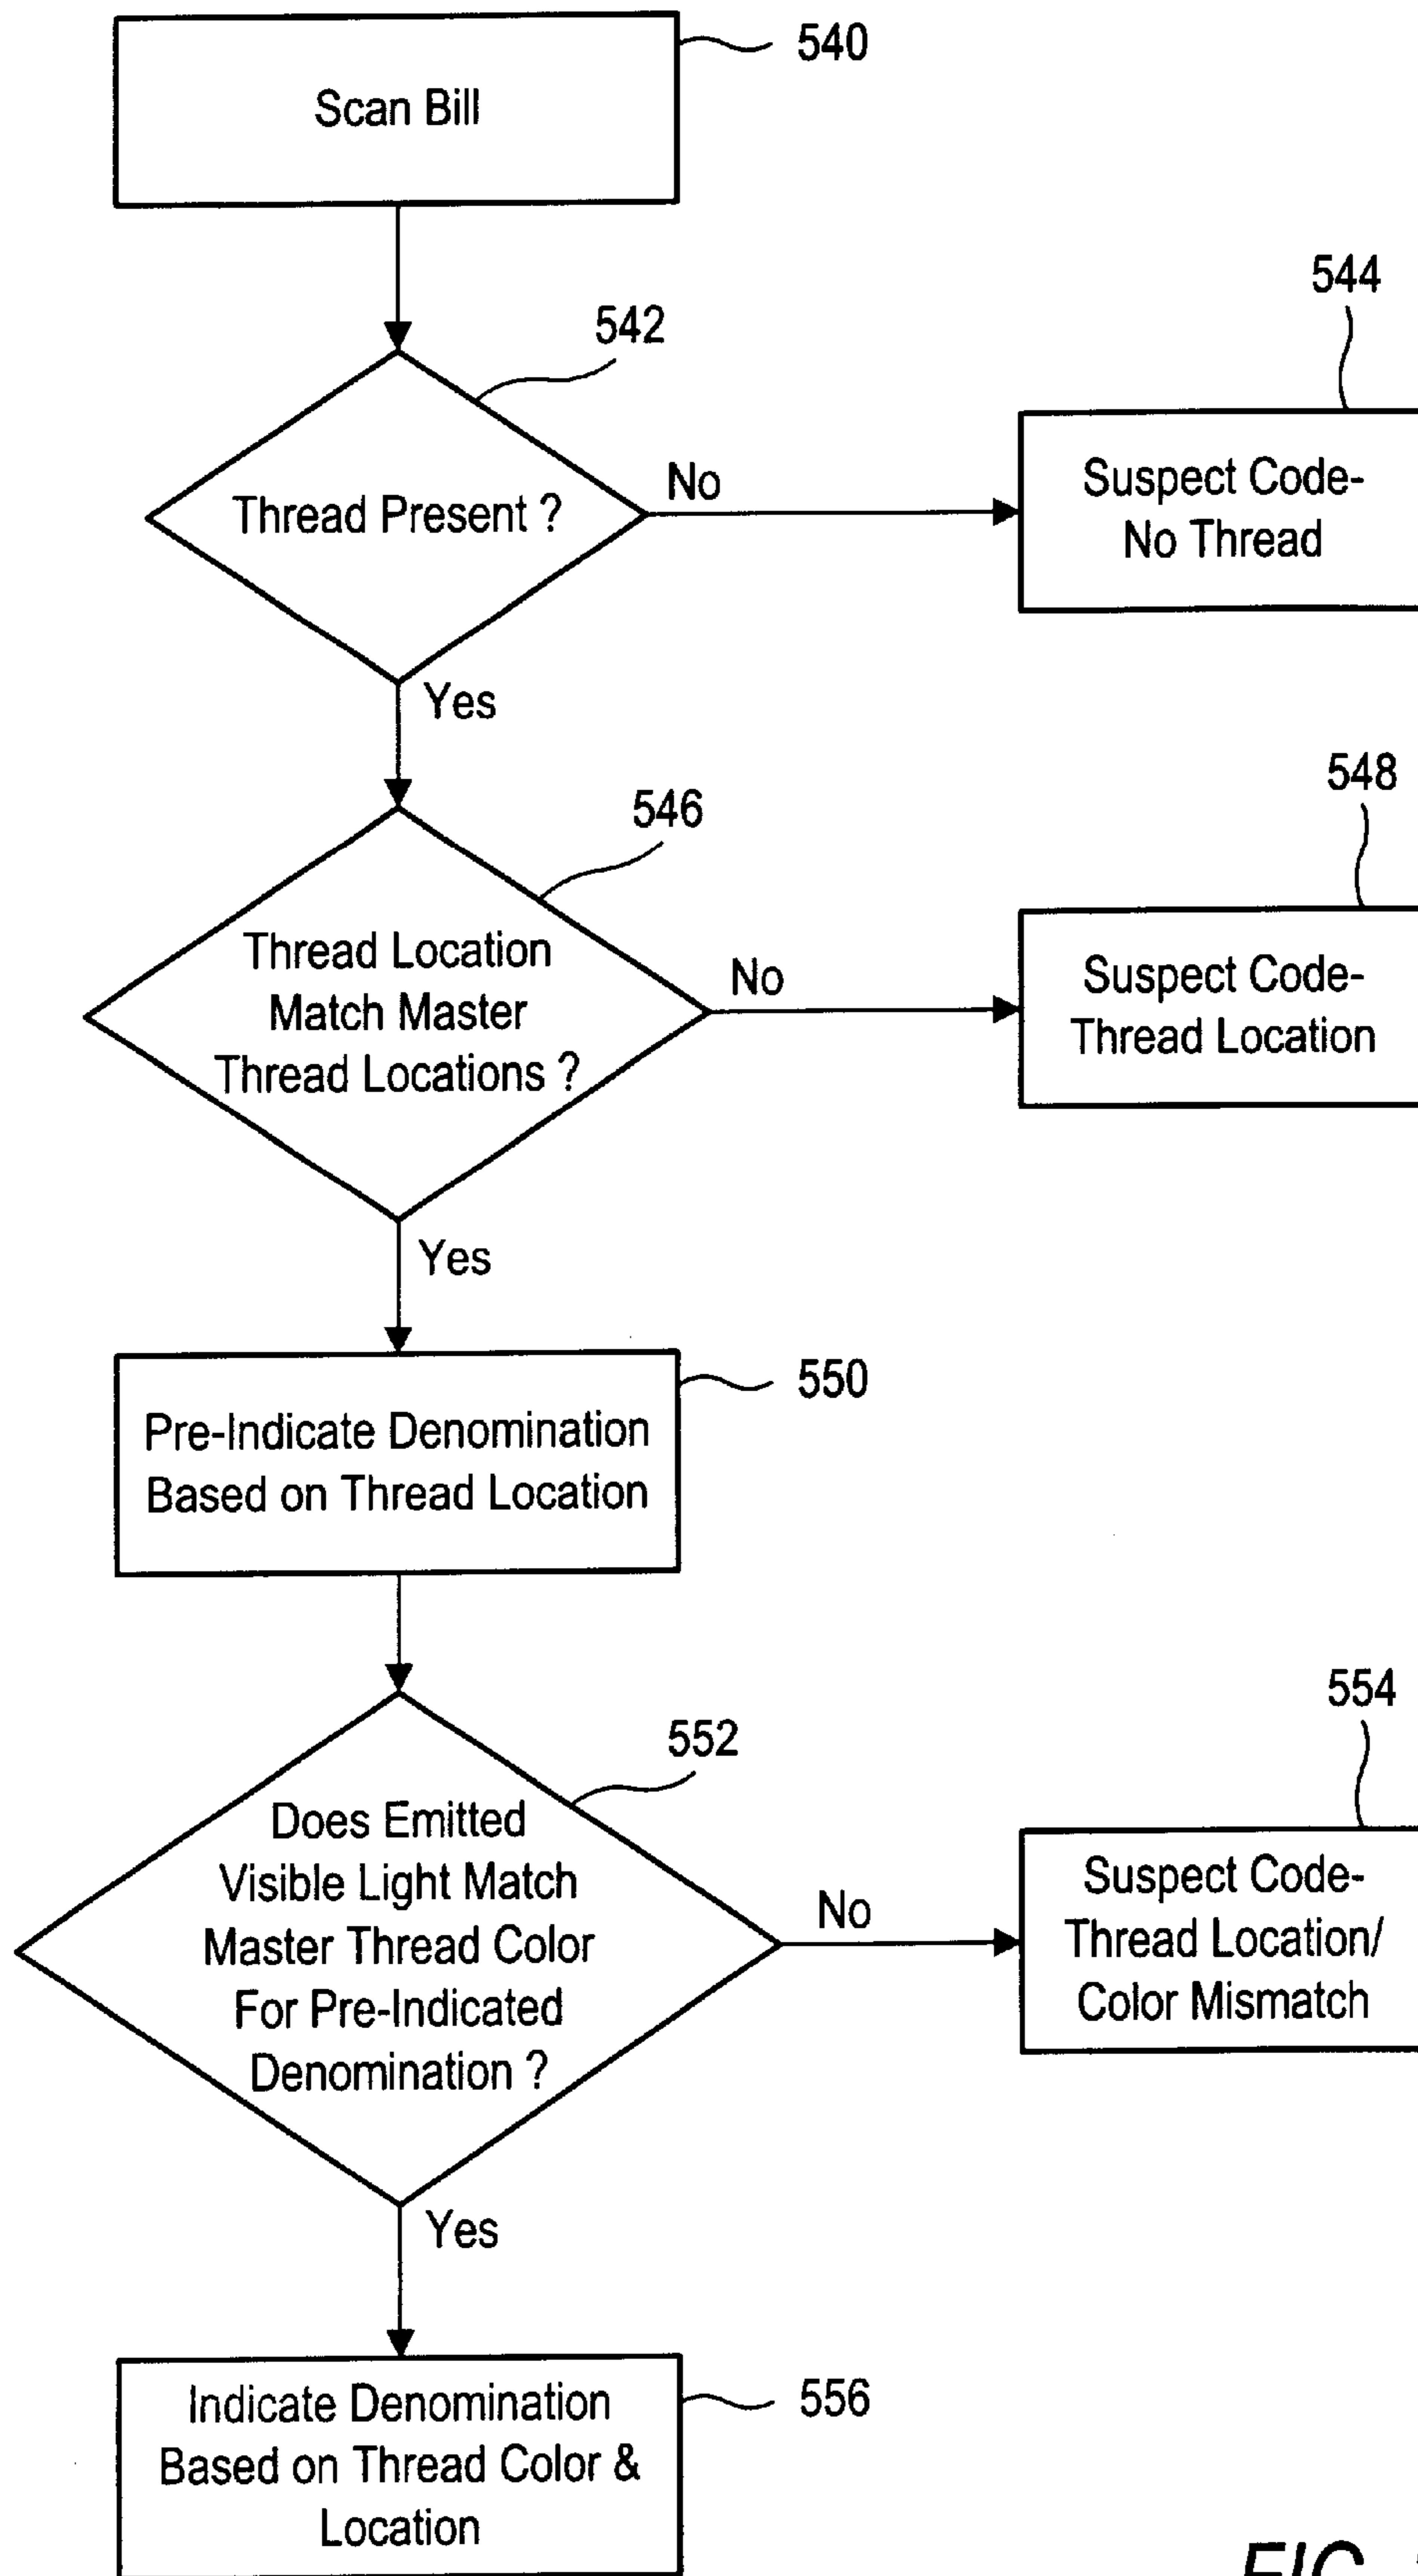 Scan Bill
540
542
Thread Present ?
No
544
Suspect Code-
No Thread
Yes
546
Thread Location
Match Master
Thread Locations ?
No
548
Suspect Code-
Thread Location
Yes
550
Pre-Indicate Denomination
Based on Thread Location
552
Does Emitted
Visible Light Match
Master Thread Color
For Pre-Indicated
Denomination ?
No
554
Suspect Code-
Thread Location/
Color Mismatch
Yes
556
Indicate Denomination
Based on Thread Color &
Location
FIG.